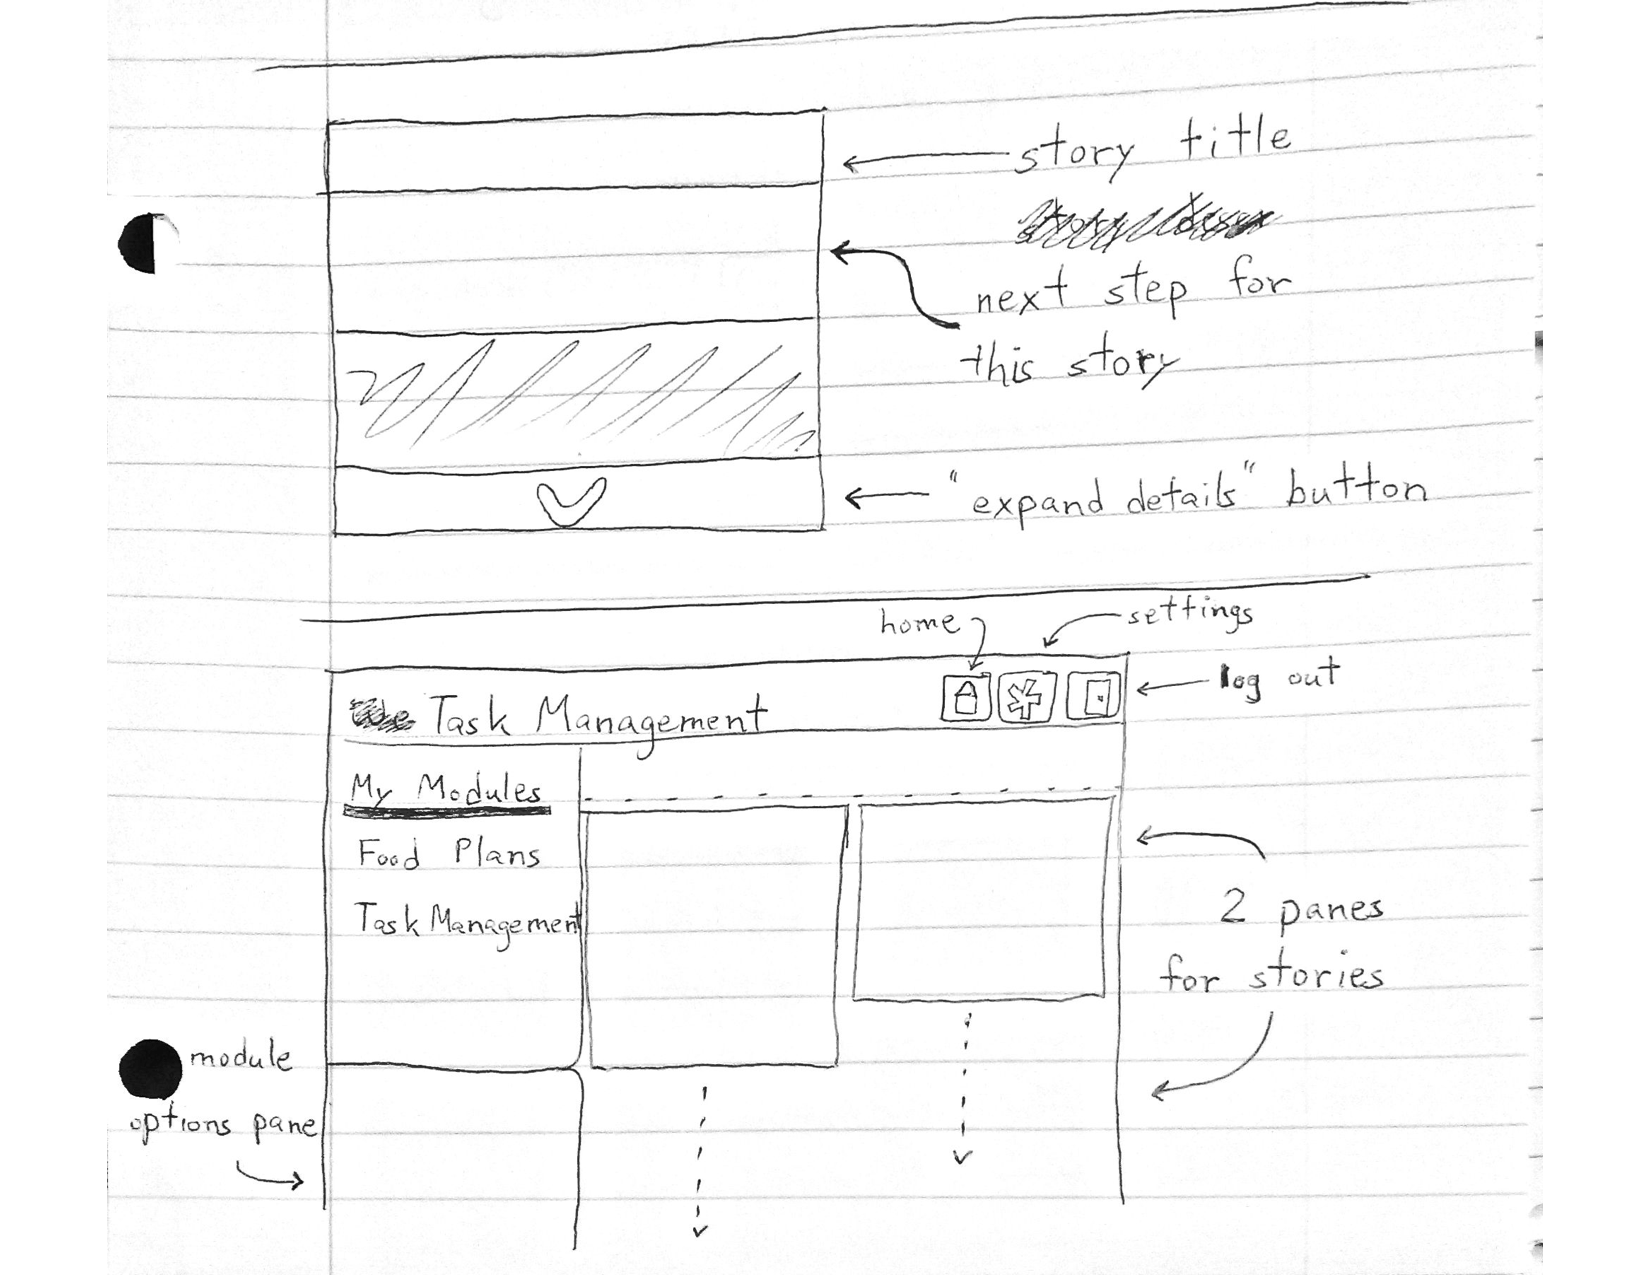 story title
next step for
this story
"expand details" button
home
settings
log out
Task Management
My Modules
Food Plans
Task Management
2 panes
for stories
module
options pane